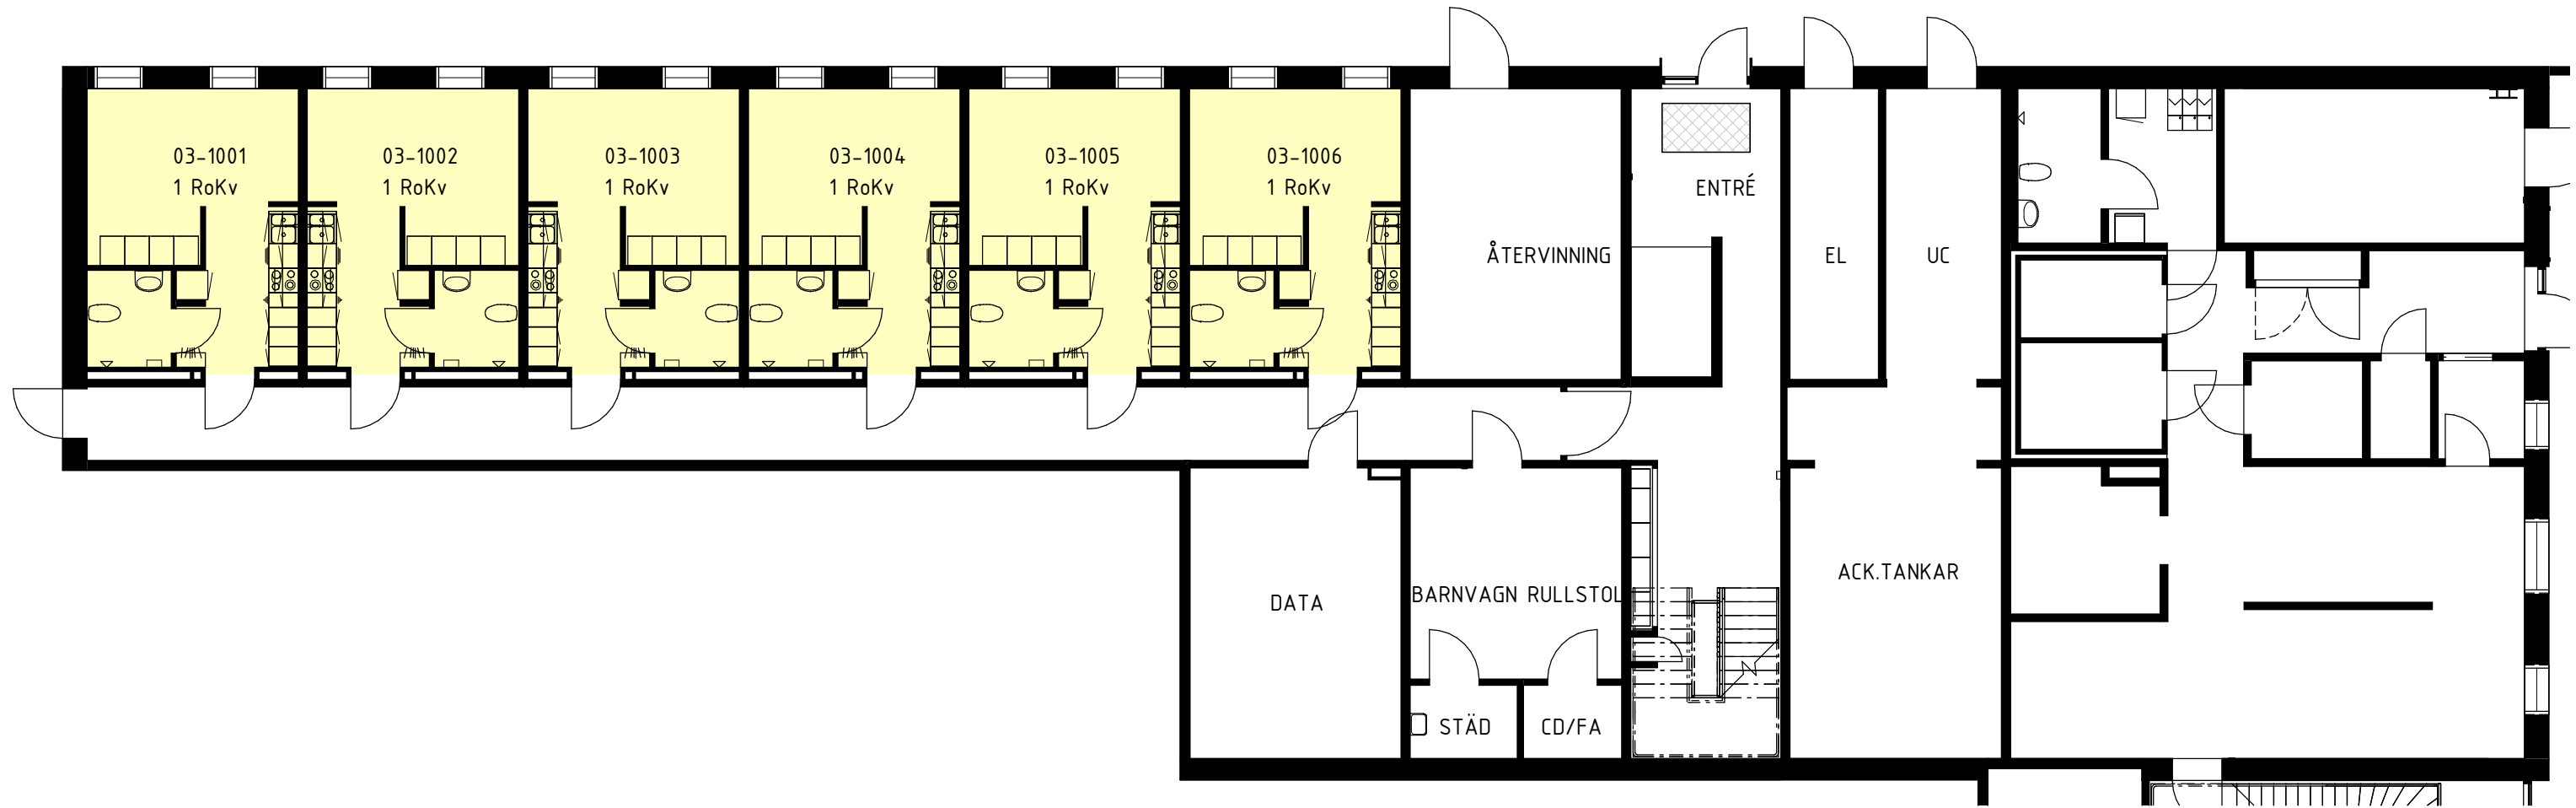 03-1001
1 RoKv
03-1002
1 RoKv
03-1003
1 RoKv
03-1004
1 RoKv
03-1005
1 RoKv
03-1006
1 RoKv
ÅTERVINNING
ENTRÉ
EL
UC
DATA
BARNVAGN RULLSTOL
ACK.TANKAR
STÄD
CD/FA